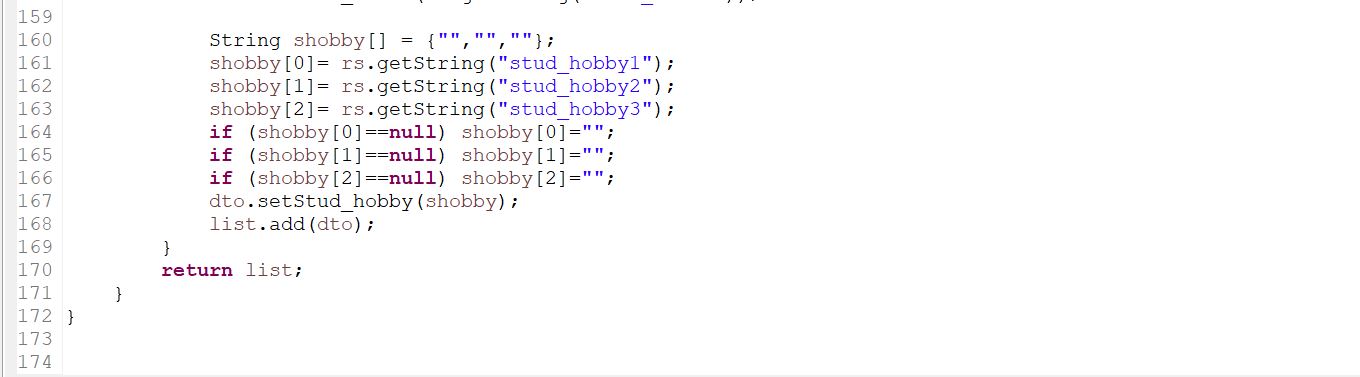 159
160 String shobby[] = {"","",""};
161 shobby[0]= rs.getString("stud_hobby1");
162 shobby[1]= rs.getString("stud_hobby2");
163 shobby[2]= rs.getString("stud_hobby3");
164 if (shobby[0]==null) shobby[0]="";
165 if (shobby[1]==null) shobby[1]="";
166 if (shobby[2]==null) shobby[2]="";
167 dto.setStud_hobby(shobby);
168 list.add(dto);
169 }
170 return list;
171 }
172 }
173
174